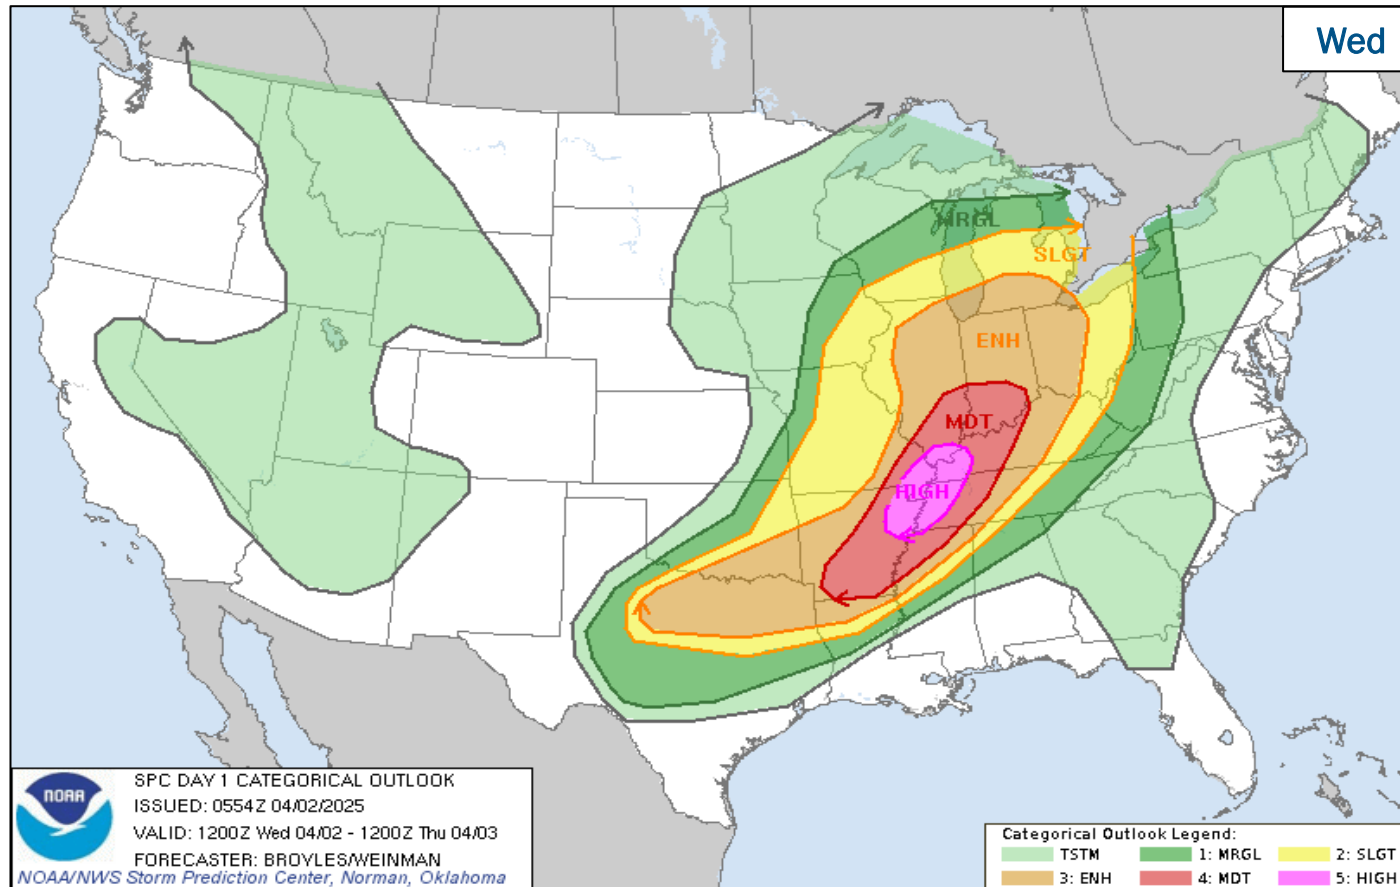 Wed
MRGL
SLGT
ENH
MDT
HIGH
NOAA
SPC DAY 1 CATEGORICAL OUTLOOK
ISSUED: 0554Z 04/02/2025
VALID: 1200Z Wed 04/02 - 1200Z Thu 04/03
FORECASTER: BROYLES/WEINMAN
NOAA/NWS Storm Prediction Center, Norman, Oklahoma
Categorical Outlook Legend:
TSTM 1: MRGL 2: SLGT
3: ENH 4: MDT 5: HIGH